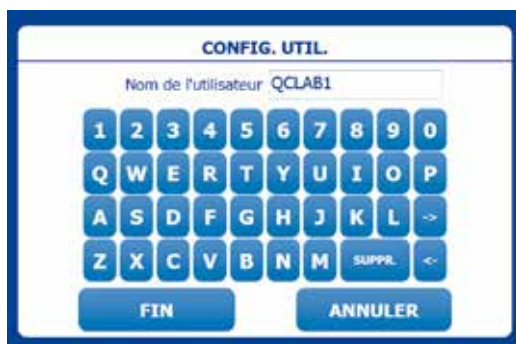 CONFIG. UTIL.
Nom de l'utilisateur QCLAB1
1 2 3 4 5 6 7 8 9 0
Q W E R T Y U I O P
A S D F G H J K L ->
Z X C V B N M SUPPR. <-
FIN ANNULER